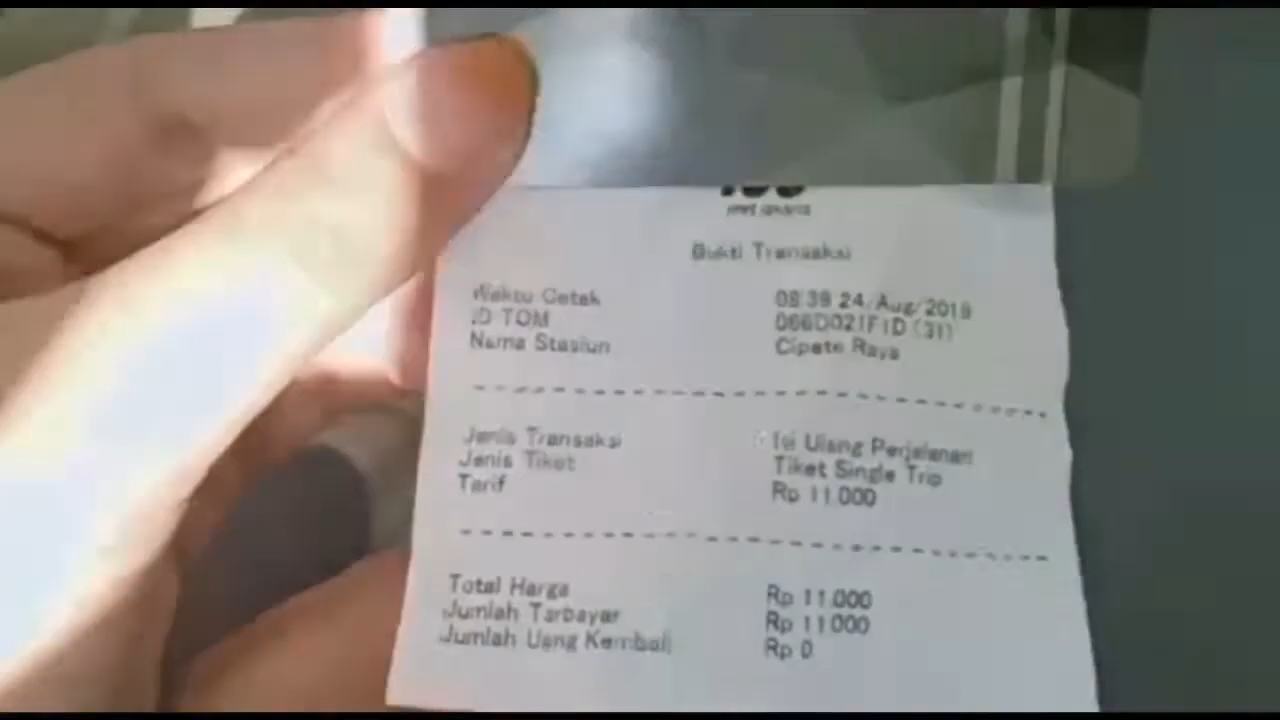 mrt jakarta
Bukti Transaksi
Waktu Cetak 08:39 24/Aug/2019
ID TOM 066D021F1D (31)
Nama Stasiun Cipete Raya
Jenis Transaksi Isi Ulang Perjalanan
Jenis Tiket Tiket Single Trip
Tarif Rp 11.000
Total Harga Rp 11.000
Jumlah Terbayar Rp 11.000
Jumlah Uang Kembali Rp 0